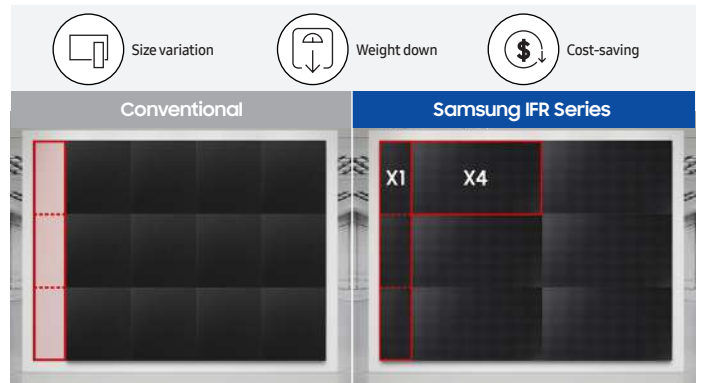 Size variation
Weight down
Cost-saving
Conventional
Samsung IFR Series
X1
X4